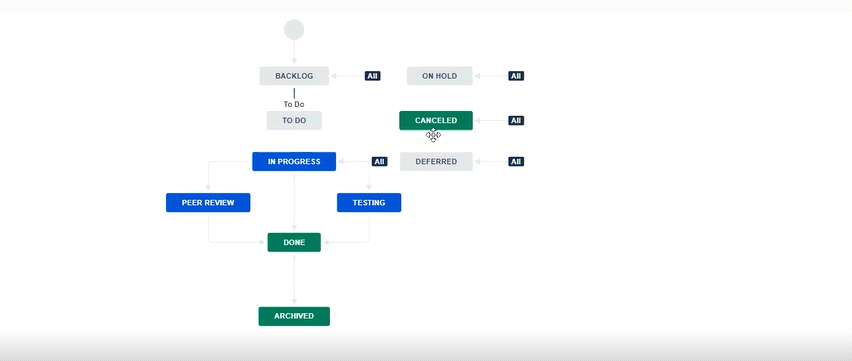 BACKLOG
All
ON HOLD
All
To Do
TO DO
CANCELED
All
IN PROGRESS
All
DEFERRED
All
PEER REVIEW
TESTING
DONE
ARCHIVED